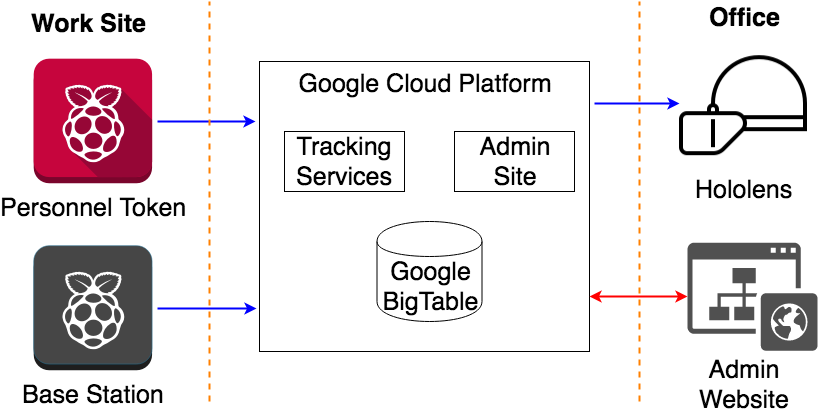 Work Site
Office
Google Cloud Platform
Tracking
Services
Admin
Site
Google
BigTable
Personnel Token
Base Station
Hololens
Admin
Website